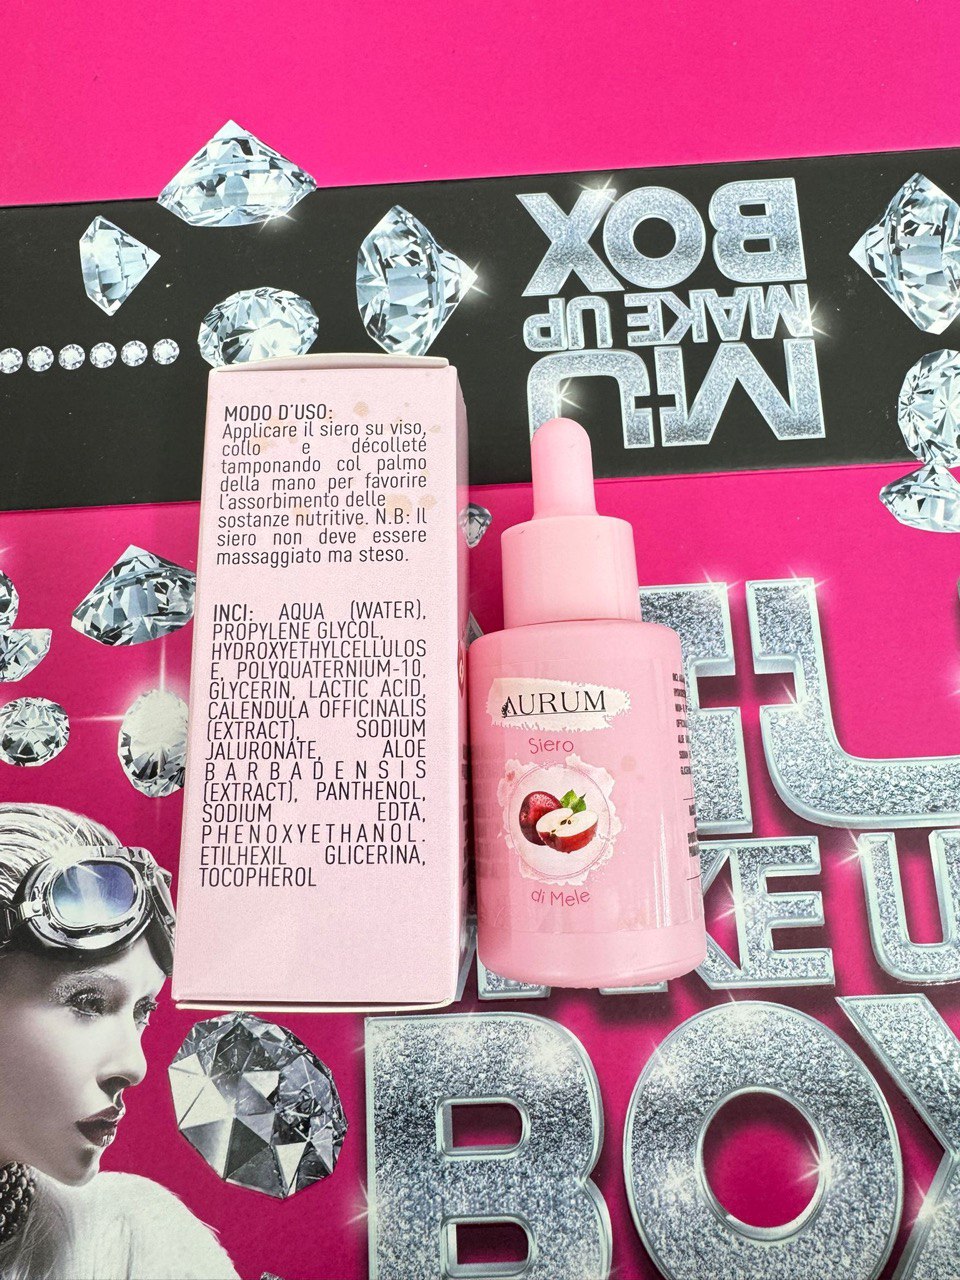 MU
MAKE UP
BOX
MODO D'USO:
Applicare il siero su viso,
collo e décolleté
tamponando col palmo
della mano per favorire
l'assorbimento delle
sostanze nutritive. N.B: Il
siero non deve essere
massaggiato ma steso.
INCI: AQUA (WATER),
PROPYLENE GLYCOL,
HYDROXYETHYLCELLULOS
E, POLYQUATERNIUM-10,
GLYCERIN, LACTIC ACID,
CALENDULA OFFICINALIS
(EXTRACT), SODIUM
JALURONATE, ALOE
BARBADENSIS
(EXTRACT), PANTHENOL,
SODIUM EDTA,
PHENOXYETHANOL.
ETILHEXIL GLICERINA,
TOCOPHEROL
AURUM
Siero
di Mele
BOX